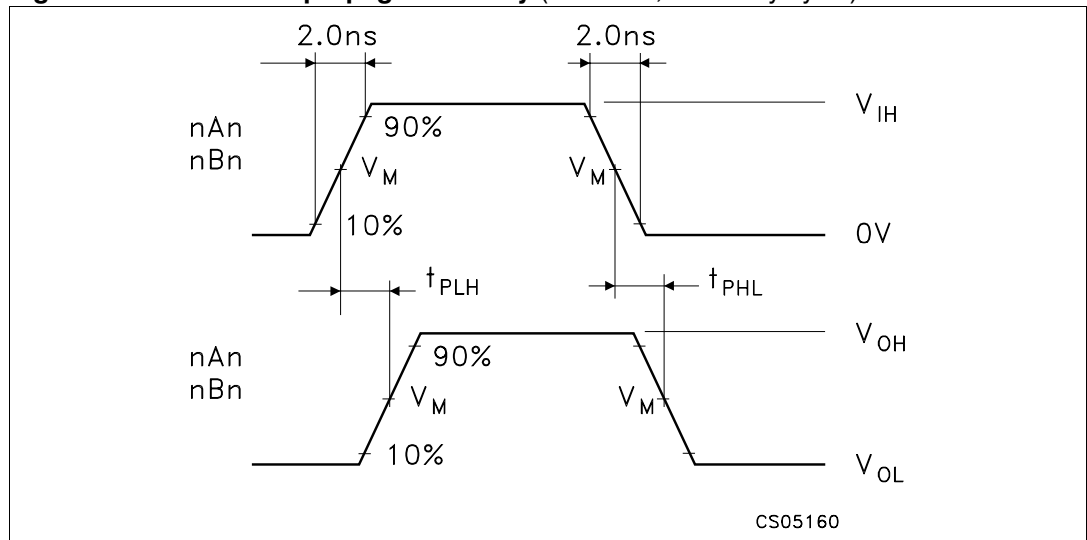 2.0ns 2.0ns
nAn
nBn
90%
V_M V_M
10%
V_IH
0V
t_PLH t_PHL
nAn
nBn
90%
V_M V_M
10%
V_OH
V_OL
CS05160